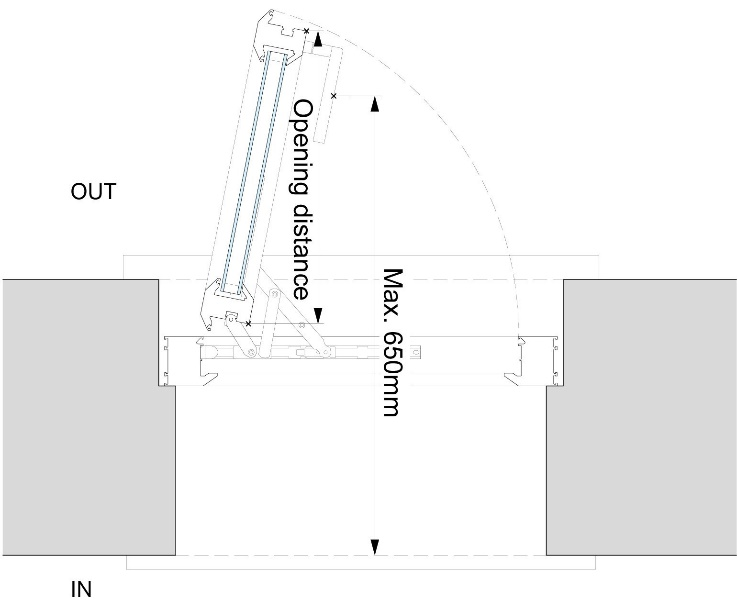 Opening distance
OUT
Max. 650mm
IN